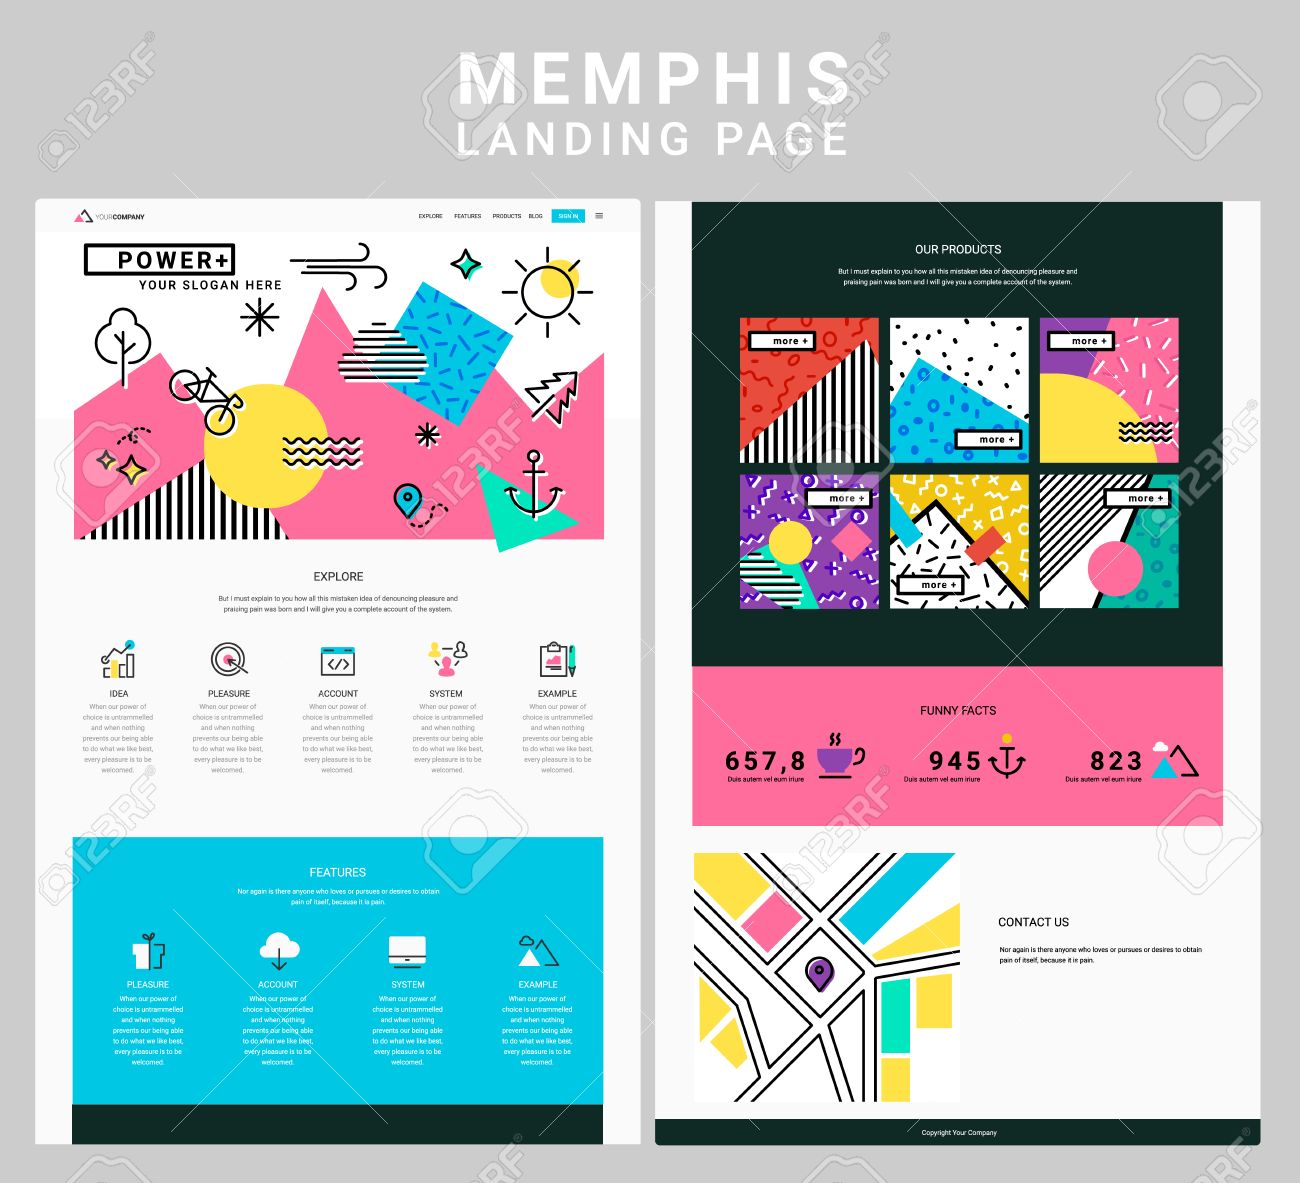 MEMPHIS
LANDING PAGE
YOURCOMPANY
EXPLORE FEATURES PRODUCTS BLOG SIGN IN
POWER+
YOUR SLOGAN HERE
EXPLORE
But I must explain to you how all this mistaken idea of denouncing pleasure and
praising pain was born and I will give you a complete account of the system.
IDEA
When our power of
choice is untrammelled
and when nothing
prevents our being able
to do what we like best,
every pleasure is to be
welcomed.
PLEASURE
When our power of
choice is untrammelled
and when nothing
prevents our being able
to do what we like best,
every pleasure is to be
welcomed.
ACCOUNT
When our power of
choice is untrammelled
and when nothing
prevents our being able
to do what we like best,
every pleasure is to be
welcomed.
SYSTEM
When our power of
choice is untrammelled
and when nothing
prevents our being able
to do what we like best,
every pleasure is to be
welcomed.
EXAMPLE
When our power of
choice is untrammelled
and when nothing
prevents our being able
to do what we like best,
every pleasure is to be
welcomed.
FEATURES
Nor again is there anyone who loves or pursues or desires to obtain
pain of itself, because it is pain.
PLEASURE
When our power of
choice is untrammelled
and when nothing
prevents our being able
to do what we like best,
every pleasure is to be
welcomed.
ACCOUNT
When our power of
choice is untrammelled
and when nothing
prevents our being able
to do what we like best,
every pleasure is to be
welcomed.
SYSTEM
When our power of
choice is untrammelled
and when nothing
prevents our being able
to do what we like best,
every pleasure is to be
welcomed.
EXAMPLE
When our power of
choice is untrammelled
and when nothing
prevents our being able
to do what we like best,
every pleasure is to be
welcomed.
OUR PRODUCTS
But I must explain to you how all this mistaken idea of denouncing pleasure and
praising pain was born and I will give you a complete account of the system.
more +
more +
more +
more +
more +
more +
FUNNY FACTS
657,8
Duis autem vel eum iriure
945
Duis autem vel eum iriure
823
Duis autem vel eum iriure
CONTACT US
Nor again is there anyone who loves or pursues or desires to obtain
pain of itself, because it is pain.
Copyright Your Company
123RF
123RF
123RF
123RF
123RF
123RF
123RF
123RF
123RF
123RF
123RF
123RF